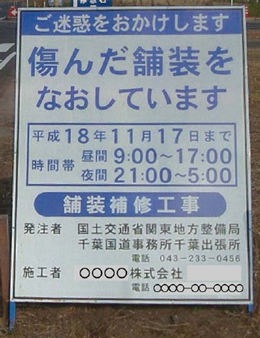 ご迷惑をおかけします
傷んだ舗装を
なおしています
平成18年11月17日まで
時間帯 昼間 9:00~17:00
夜間 21:00~5:00
舗装補修工事
発注者 国土交通省関東地方整備局
千葉国道事務所千葉出張所
電話 043-233-0456
施工者 ○○○○株式会社
電話 ○○○○-○○-○○○○